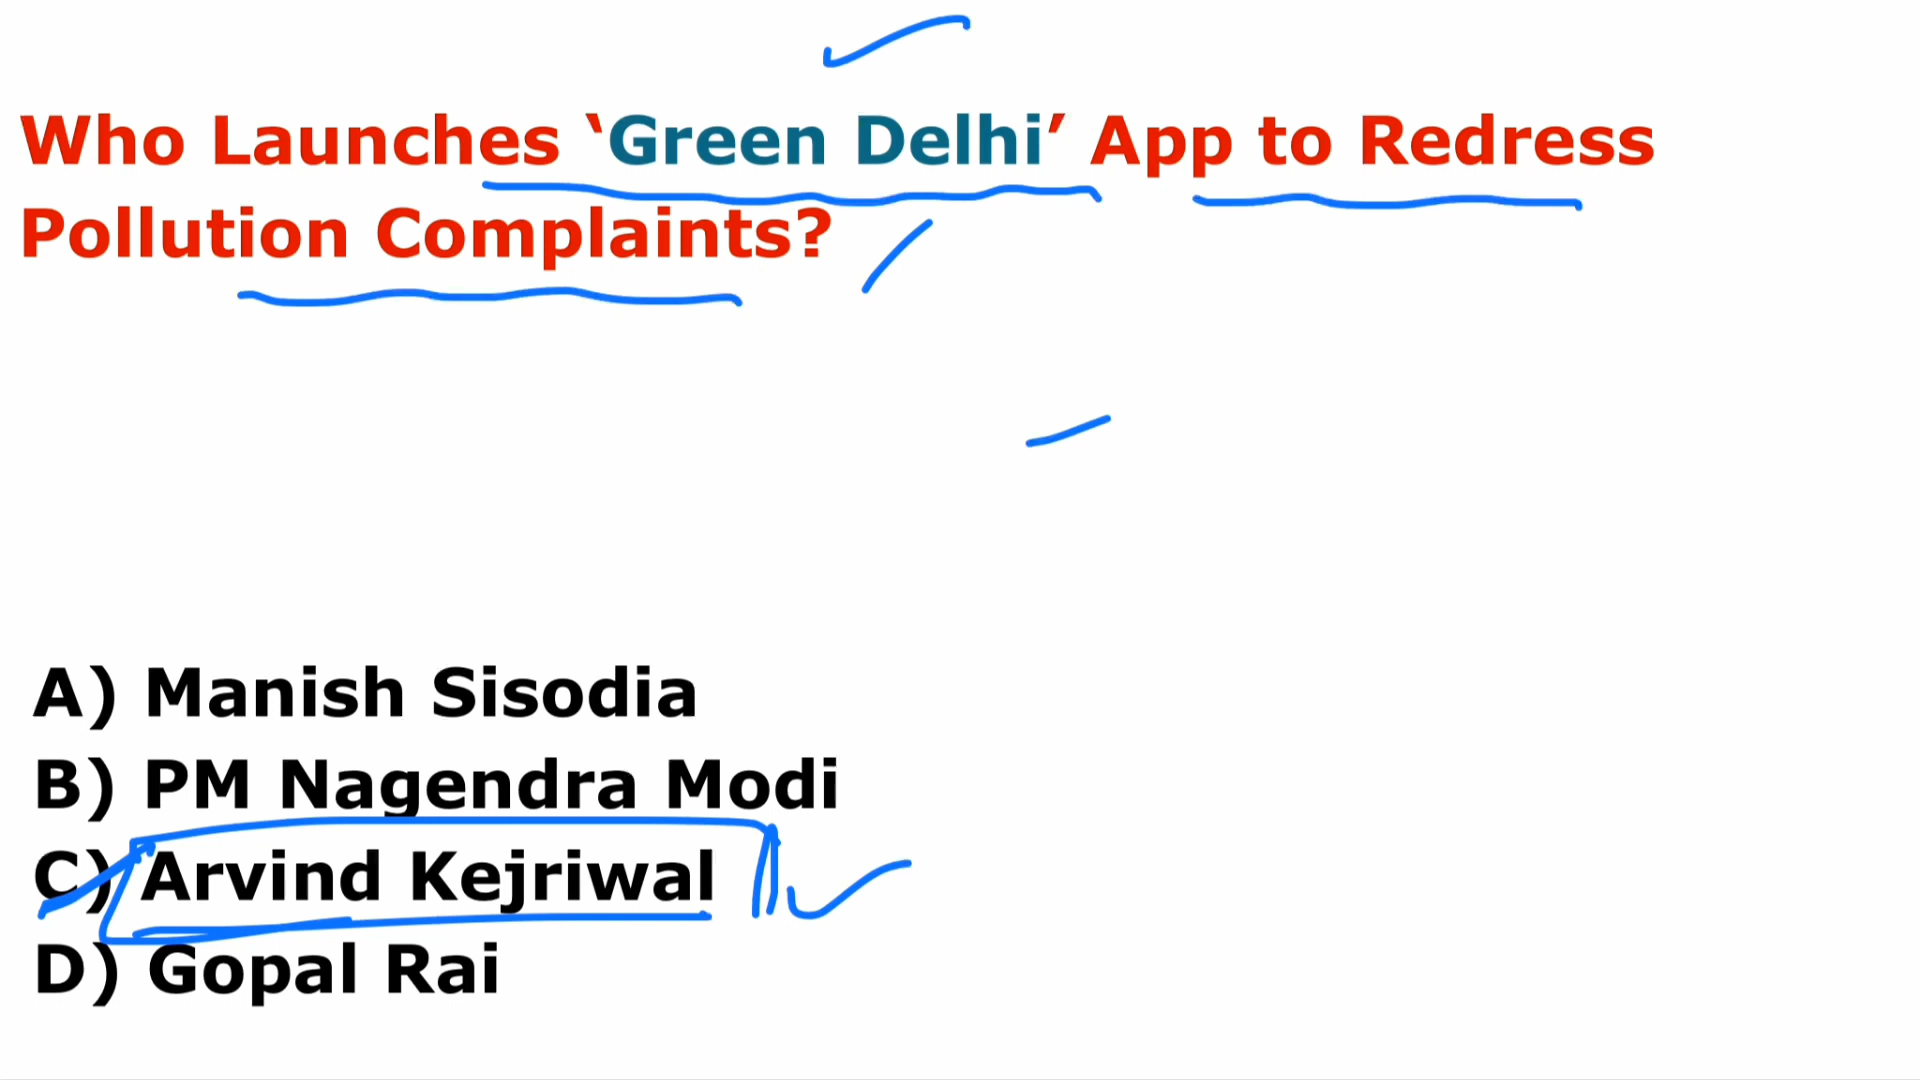 Who Launches ‘Green Delhi’ App to Redress
Pollution Complaints?
A) Manish Sisodia
B) PM Nagendra Modi
C) Arvind Kejriwal
D) Gopal Rai